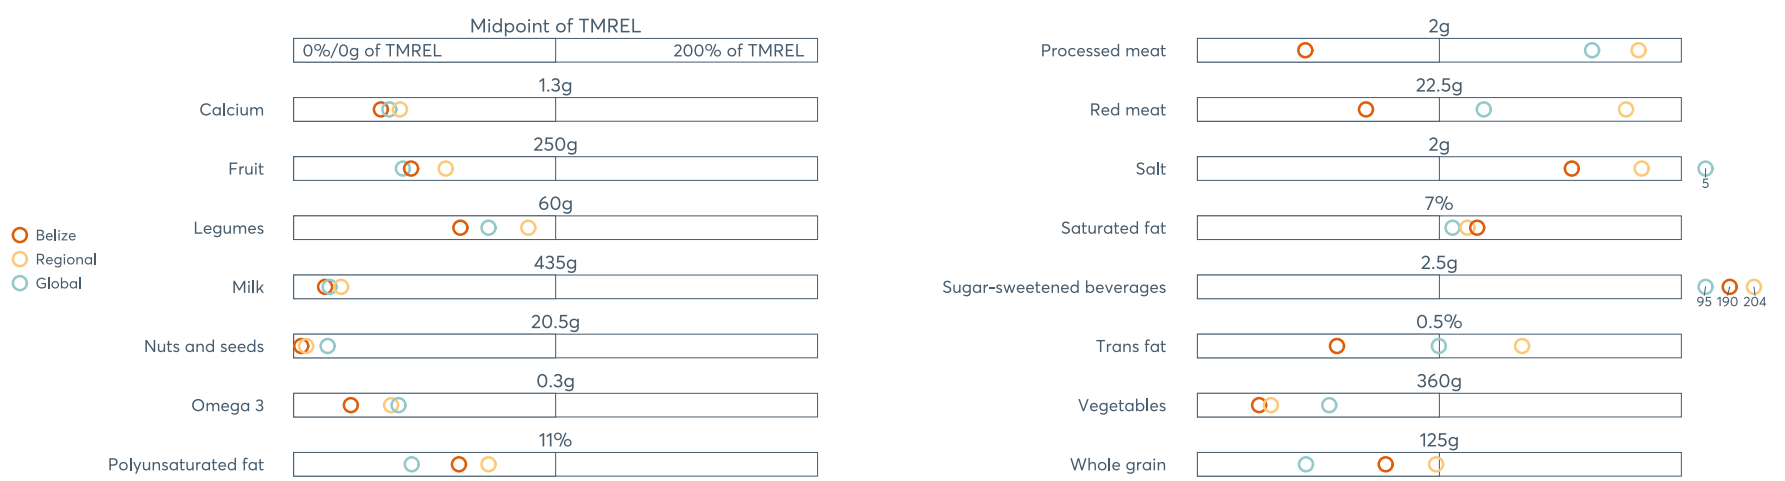 Midpoint of TMREL
0%/0g of TMREL
200% of TMREL
Calcium
1.3g
Fruit
250g
Legumes
60g
Milk
435g
Nuts and seeds
20.5g
Omega 3
0.3g
Polyunsaturated fat
11%
Belize
Regional
Global
Processed meat
2g
Red meat
22.5g
Salt
2g
5
Saturated fat
7%
Sugar-sweetened beverages
2.5g
95 190 204
Trans fat
0.5%
Vegetables
360g
Whole grain
125g